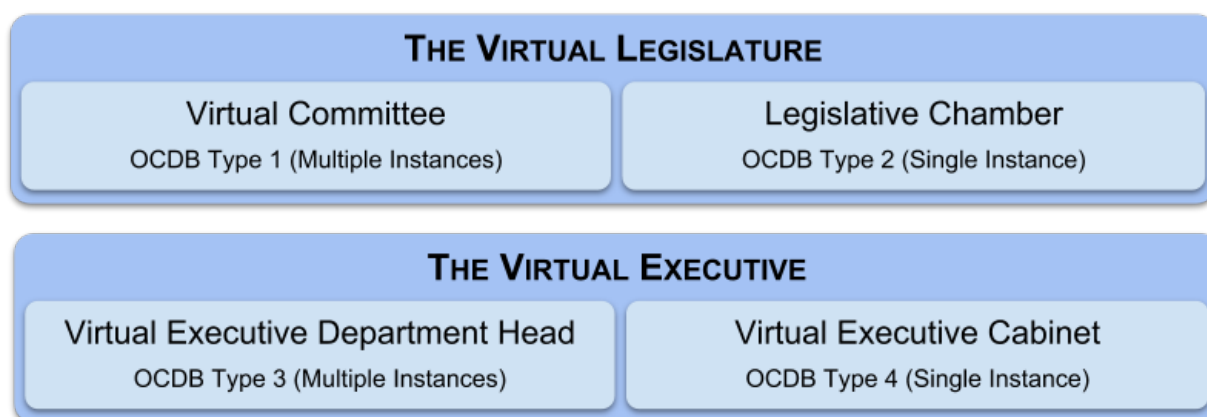 THE VIRTUAL LEGISLATURE
Virtual Committee
OCDB Type 1 (Multiple Instances)
Legislative Chamber
OCDB Type 2 (Single Instance)
THE VIRTUAL EXECUTIVE
Virtual Executive Department Head
OCDB Type 3 (Multiple Instances)
Virtual Executive Cabinet
OCDB Type 4 (Single Instance)